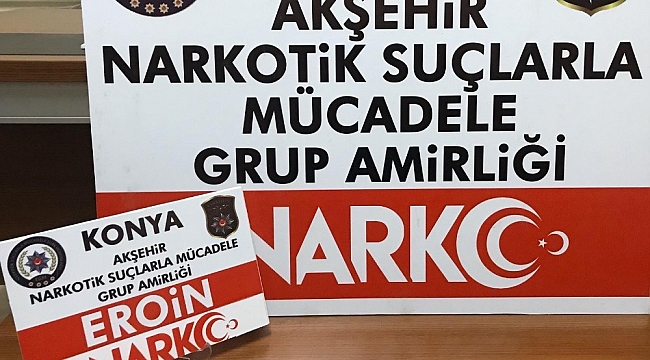 AKŞEHİR
NARKOTİK SUÇLARLA
MÜCADELE
GRUP AMİRLİĞİ
NARKO
KONYA
AKŞEHİR
NARKOTİK SUÇLARLA MÜCADELE
GRUP AMİRLİĞİ
EROİN
NARKO